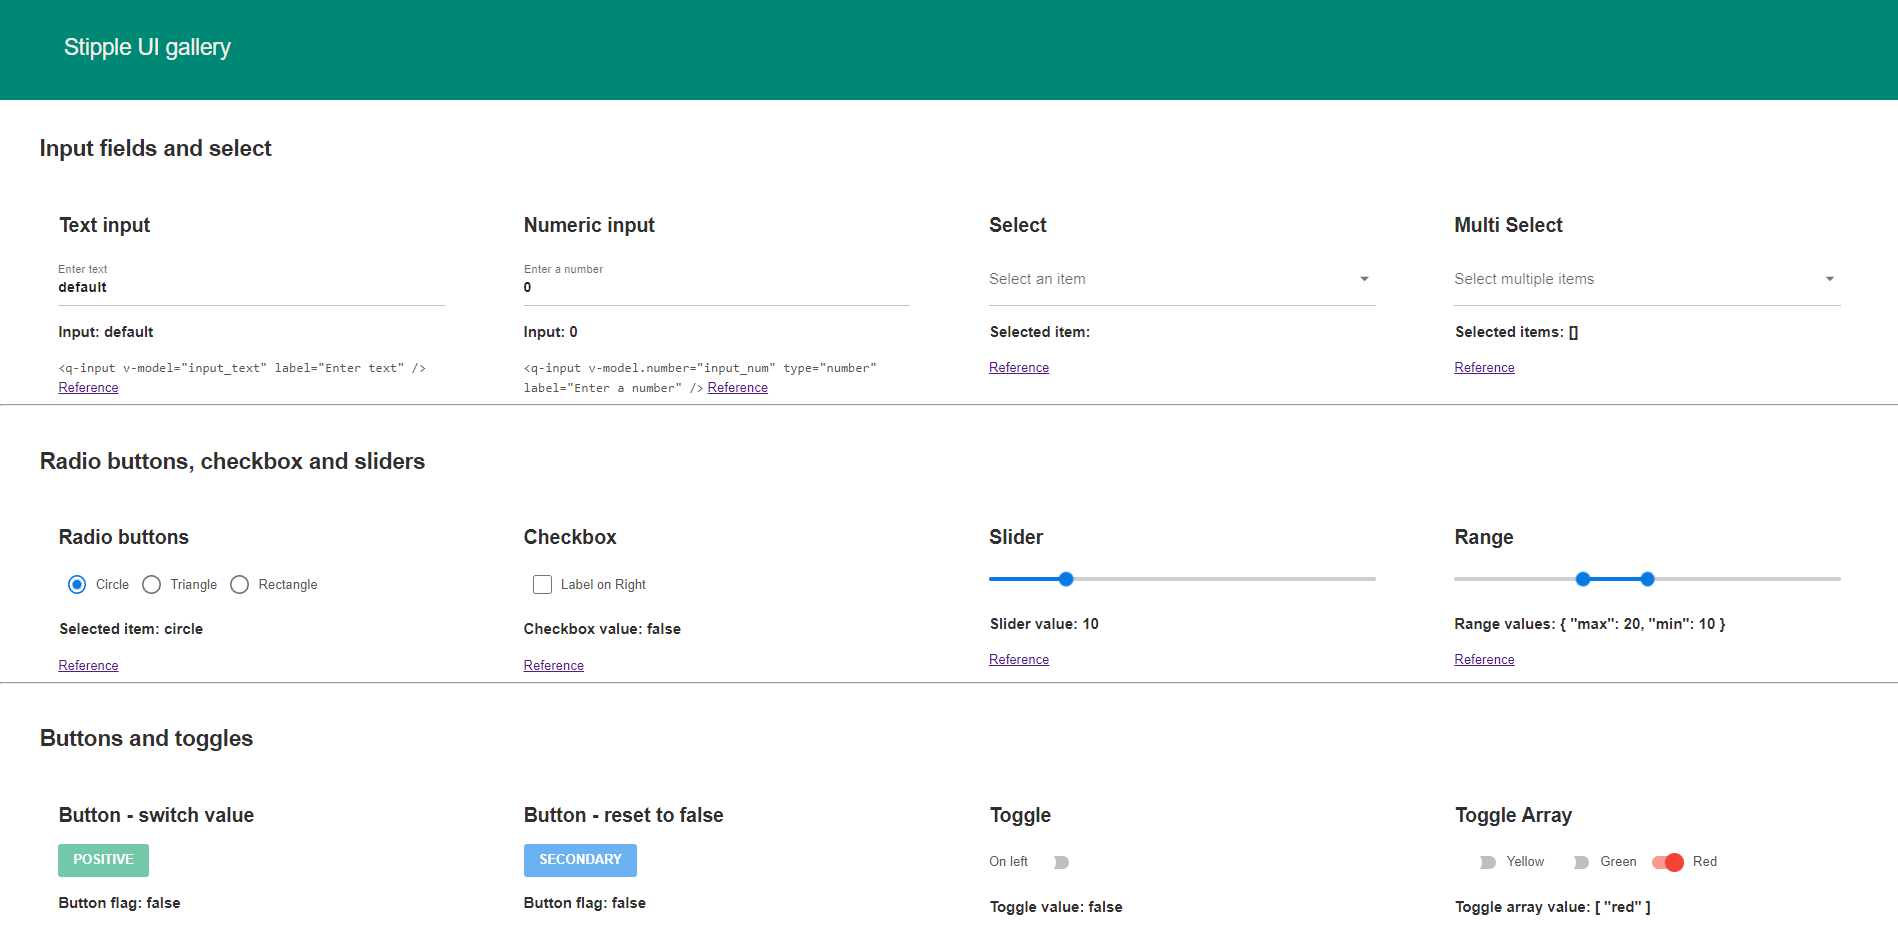 Stipple UI gallery
Input fields and select
Text input
Enter text
default
Input: default
<q-input v-model="input_text" label="Enter text" />
Reference
Numeric input
Enter a number
0
Input: 0
<q-input v-model.number="input_num" type="number"
label="Enter a number" /> Reference
Select
Select an item
Selected item:
Reference
Multi Select
Select multiple items
Selected items: []
Reference
Radio buttons, checkbox and sliders
Radio buttons
Circle Triangle Rectangle
Selected item: circle
Reference
Checkbox
Label on Right
Checkbox value: false
Reference
Slider
Slider value: 10
Reference
Range
Range values: { "max": 20, "min": 10 }
Reference
Buttons and toggles
Button - switch value
POSITIVE
Button flag: false
Button - reset to false
SECONDARY
Button flag: false
Toggle
On left
Toggle value: false
Toggle Array
Yellow Green Red
Toggle array value: [ "red" ]